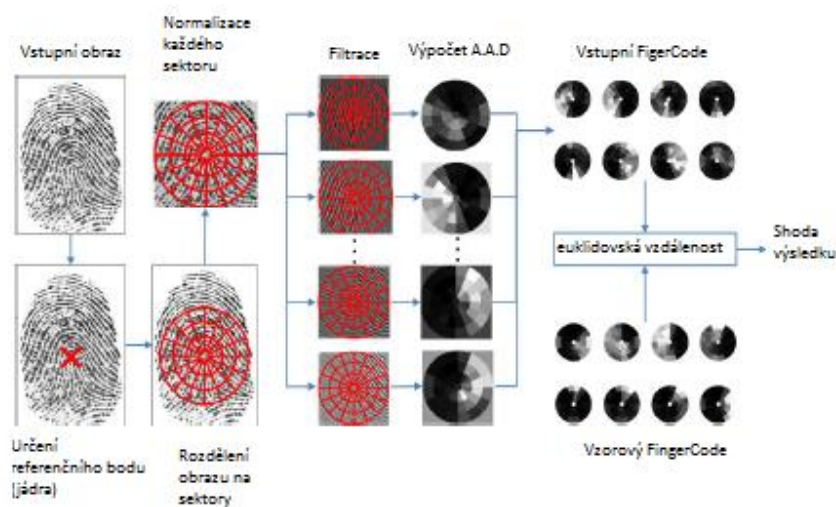 Vstupní obraz
Normalizace
každého
sektoru
Filtrace
Výpočet A.A.D
Vstupní FigerCode
euklidovská vzdálenost
Shoda
výsledku
Určení
referenčního bodu
(jádra)
Rozdělení
obrazu na
sektory
Vzorový FingerCode